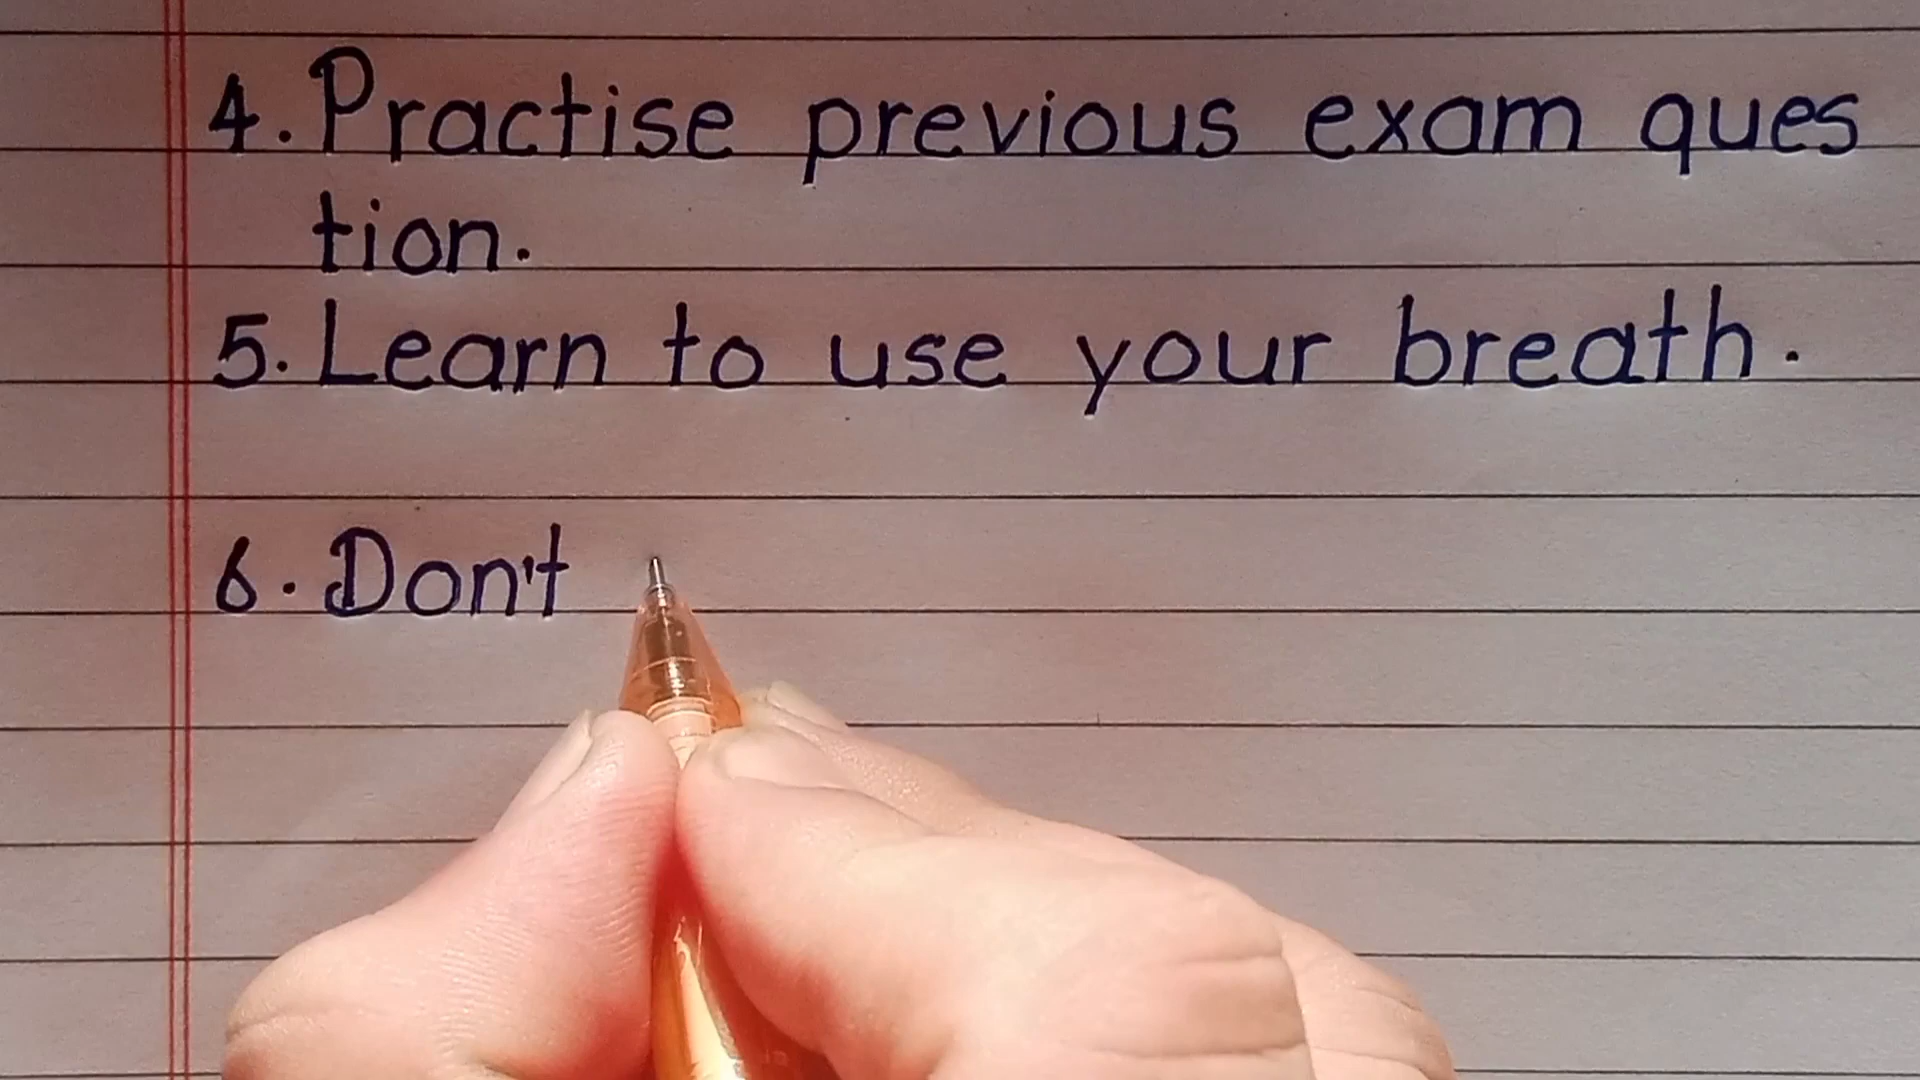 4. Practise previous exam ques
tion.
5. Learn to use your breath.
6. Don't